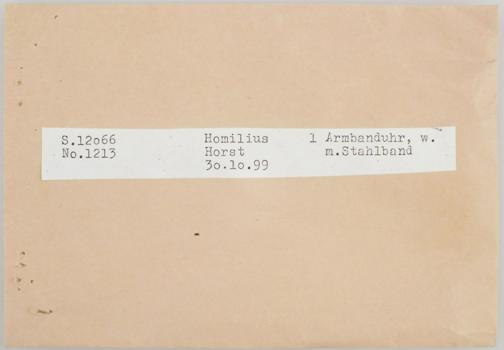 S.12o66 Homilius 1 Armbanduhr, w.
No.1213 Horst m.Stahlband
3o.1o.99